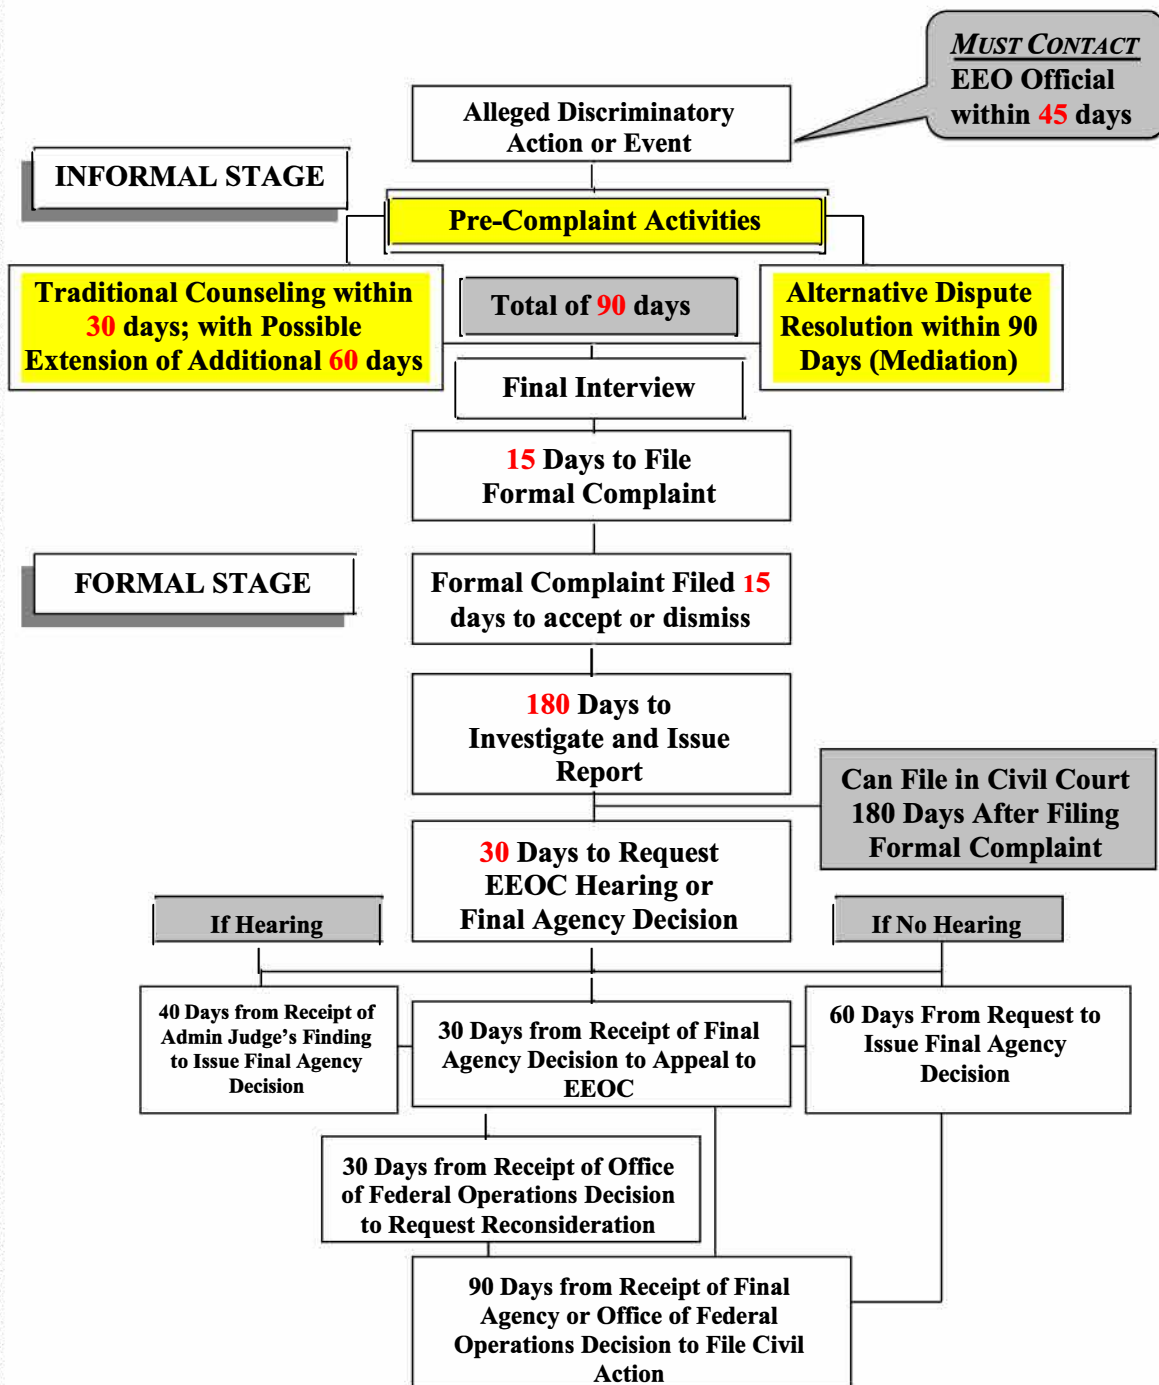 MUST CONTACT
EEO Official
within 45 days
Alleged Discriminatory
Action or Event
INFORMAL STAGE
Pre-Complaint Activities
Traditional Counseling within
30 days; with Possible
Extension of Additional 60 days
Total of 90 days
Alternative Dispute
Resolution within 90
Days (Mediation)
Final Interview
15 Days to File
Formal Complaint
FORMAL STAGE
Formal Complaint Filed 15
days to accept or dismiss
180 Days to
Investigate and Issue
Report
Can File in Civil Court
180 Days After Filing
Formal Complaint
30 Days to Request
EEOC Hearing or
Final Agency Decision
If Hearing
If No Hearing
40 Days from Receipt of
Admin Judge's Finding
to Issue Final Agency
Decision
30 Days from Receipt of Final
Agency Decision to Appeal to
EEOC
60 Days From Request to
Issue Final Agency
Decision
30 Days from Receipt of Office
of Federal Operations Decision
to Request Reconsideration
90 Days from Receipt of Final
Agency or Office of Federal
Operations Decision to File Civil
Action